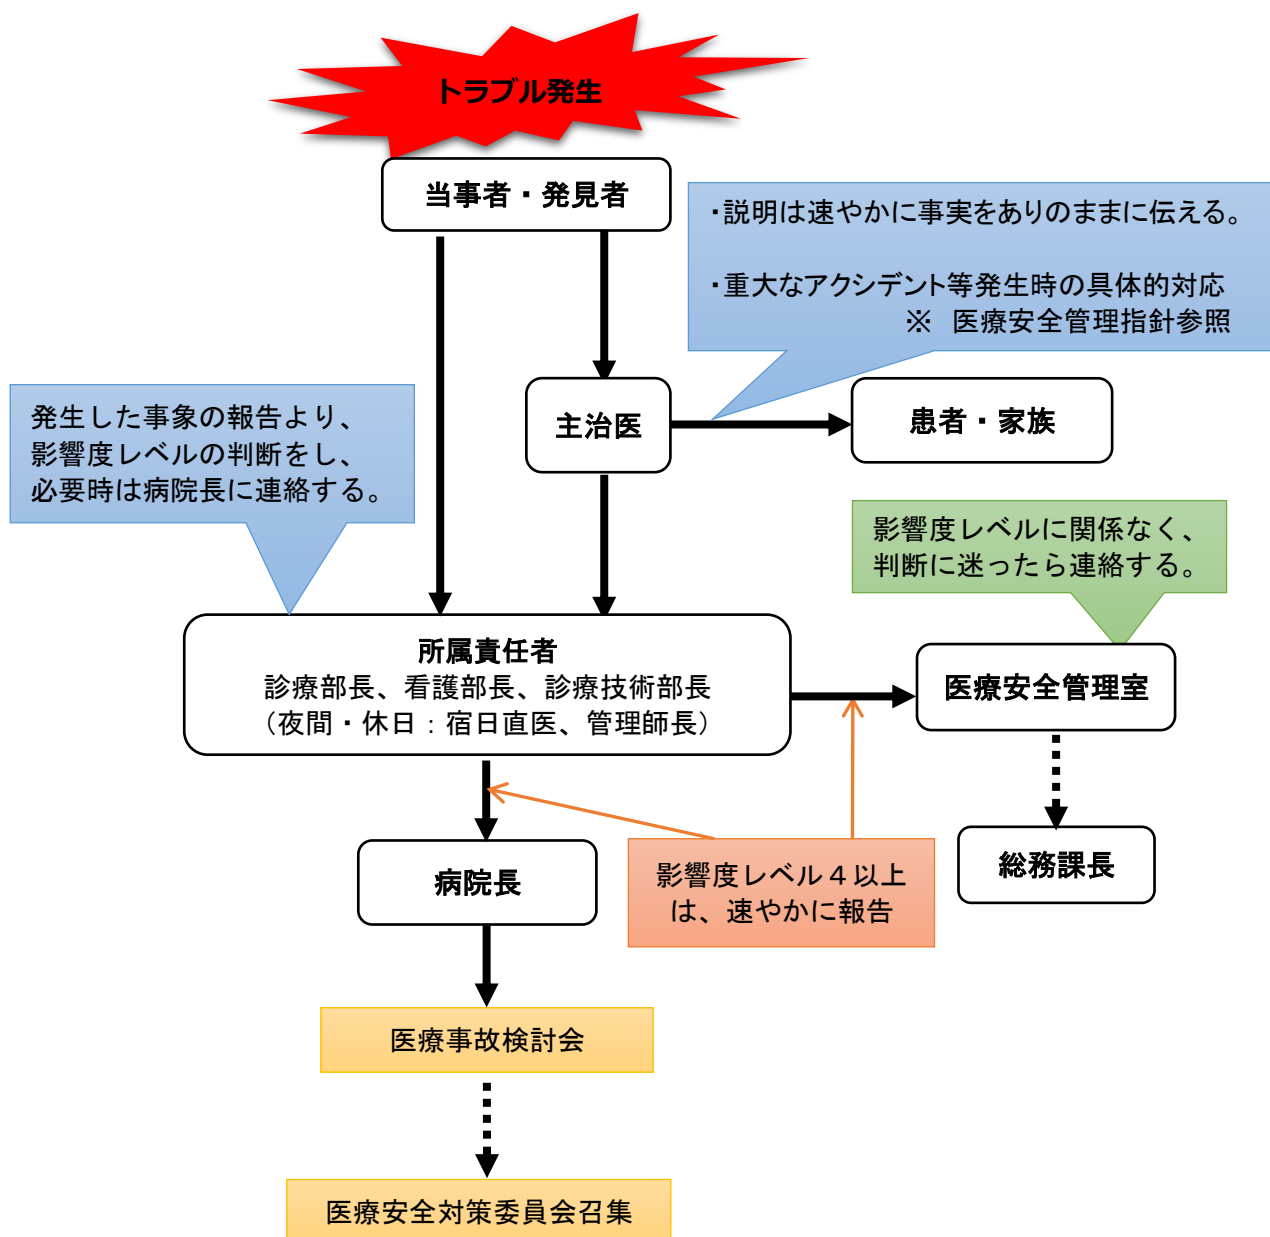 トラブル発生
当事者・発見者
・説明は速やかに事実をありのままに伝える。
・重大なアクシデント等発生時の具体的対応
※　医療安全管理指針参照
主治医
患者・家族
発生した事象の報告より、
影響度レベルの判断をし、
必要時は病院長に連絡する。
影響度レベルに関係なく、
判断に迷ったら連絡する。
所属責任者
診療部長、看護部長、診療技術部長
（夜間・休日：宿日直医、管理師長）
医療安全管理室
病院長
影響度レベル４以上
は、速やかに報告
総務課長
医療事故検討会
医療安全対策委員会召集